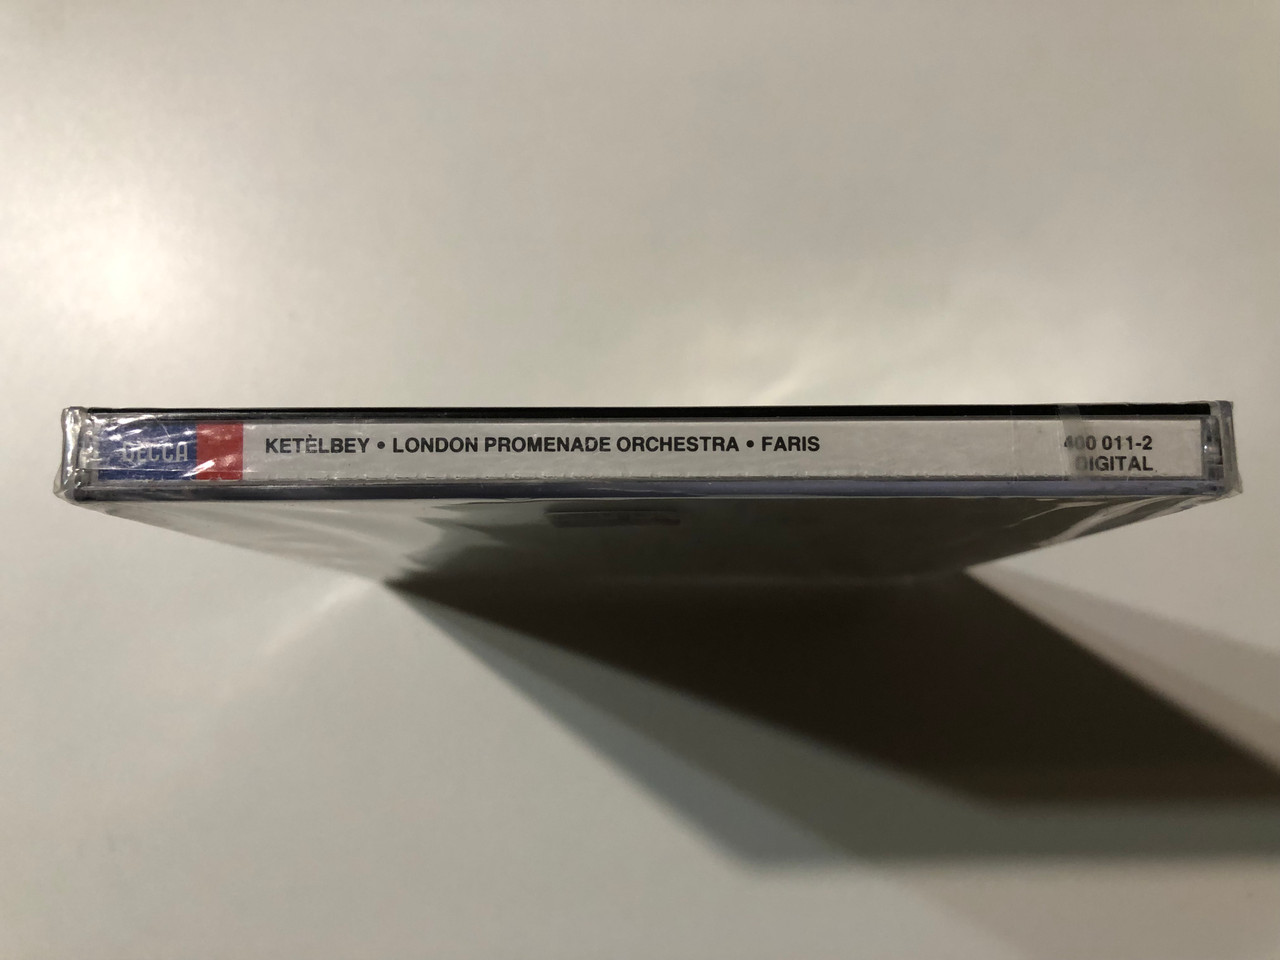 DECCA
KETÈLBEY • LONDON PROMENADE ORCHESTRA • FARIS
400 011-2
DIGITAL